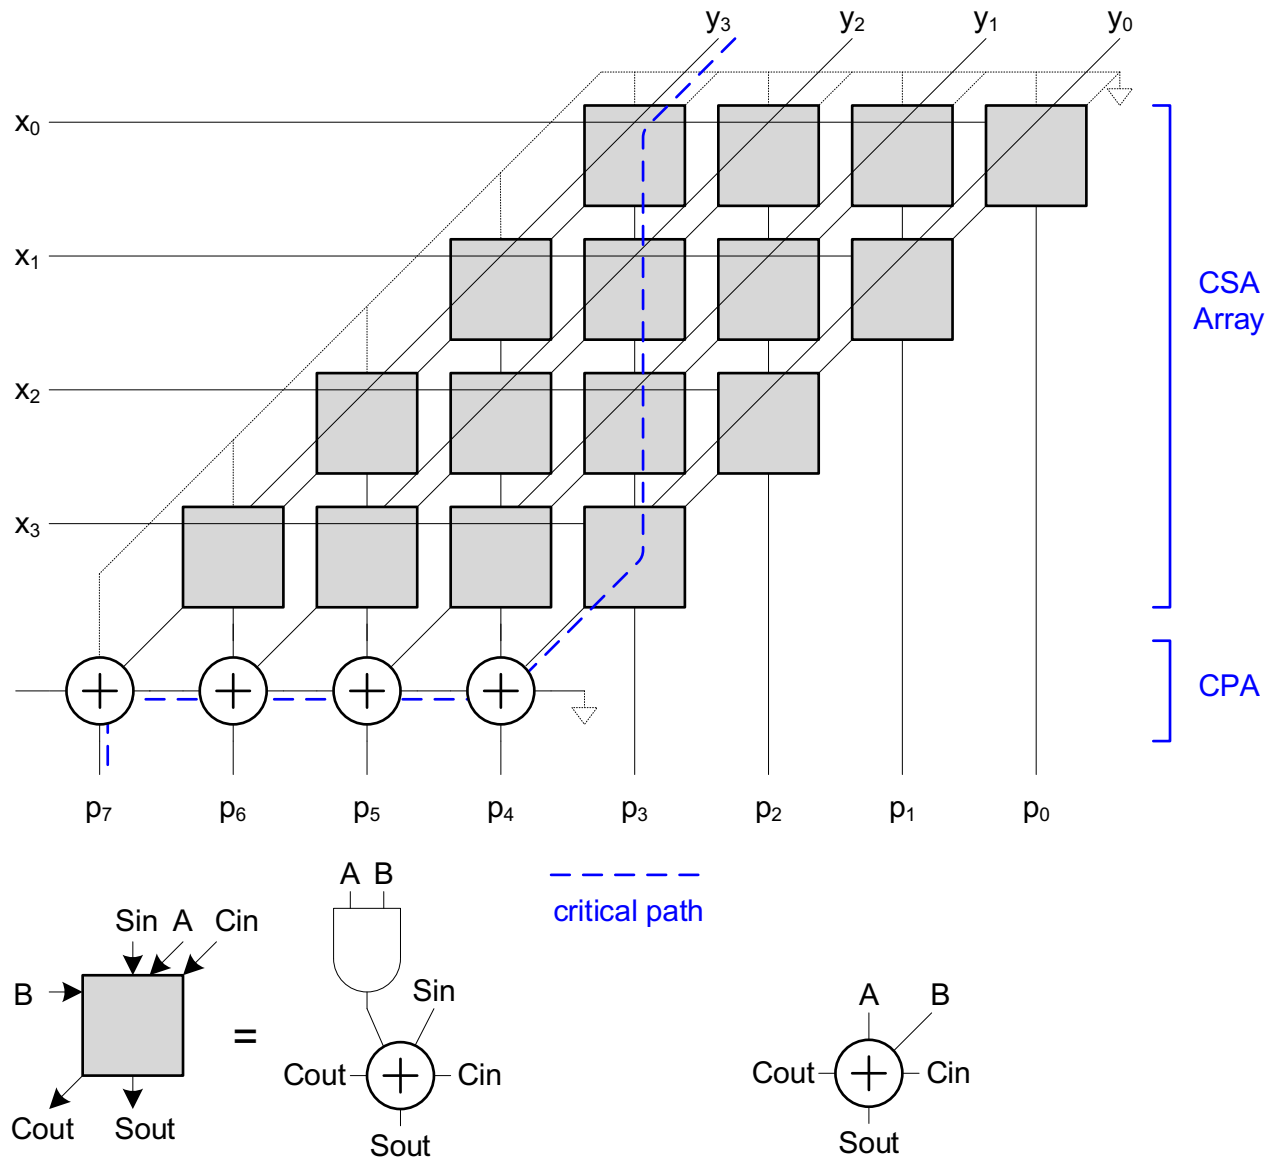 y₃ y₂ y₁ y₀
x₀
x₁
CSA
Array
x₂
x₃
CPA
p₇ p₆ p₅ p₄ p₃ p₂ p₁ p₀
A B
critical path
Sin A Cin
B
=
Sin
Cout Cin
Sout
Cout Sout
A B
Cout Cin
Sout